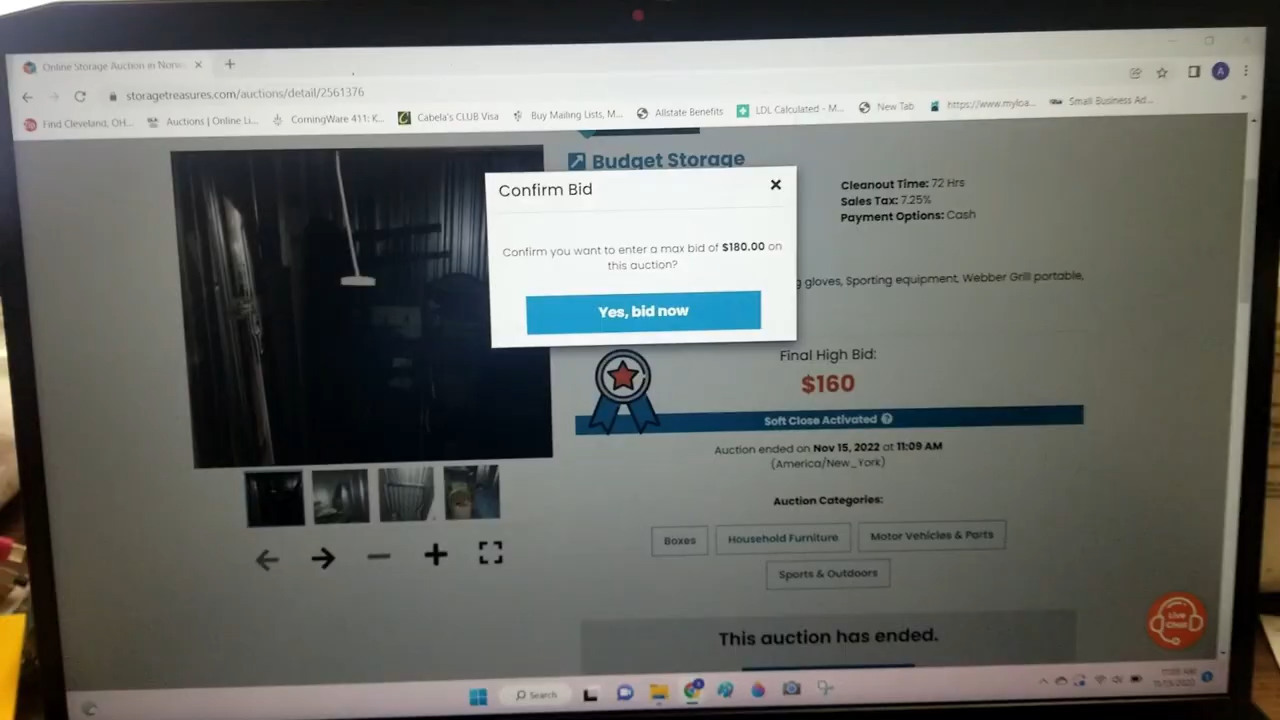 Online Storage Auction in Norw
storagetreasures.com/auctions/detail/2561376
A
Find Cleveland, OH...
Auctions | Online Li...
CorningWare 411: K...
Cabela's CLUB Visa
Buy Mailing Lists, M...
Allstate Benefits
LDL Calculated - M...
New Tab
https://www.myloa...
Small Business Ad...
Budget Storage
Cleanout Time: 72 Hrs
Sales Tax: 7.25%
Payment Options: Cash
Confirm Bid
Confirm you want to enter a max bid of $180.00 on
this auction?
Yes, bid now
g gloves, Sporting equipment, Webber Grill portable,
Final High Bid:
$160
Soft Close Activated ?
Auction ended on Nov 15, 2022 at 11:09 AM
(America/New_York)
Auction Categories:
Boxes
Household Furniture
Motor Vehicles & Parts
Sports & Outdoors
Live
Chat
This auction has ended.
Search